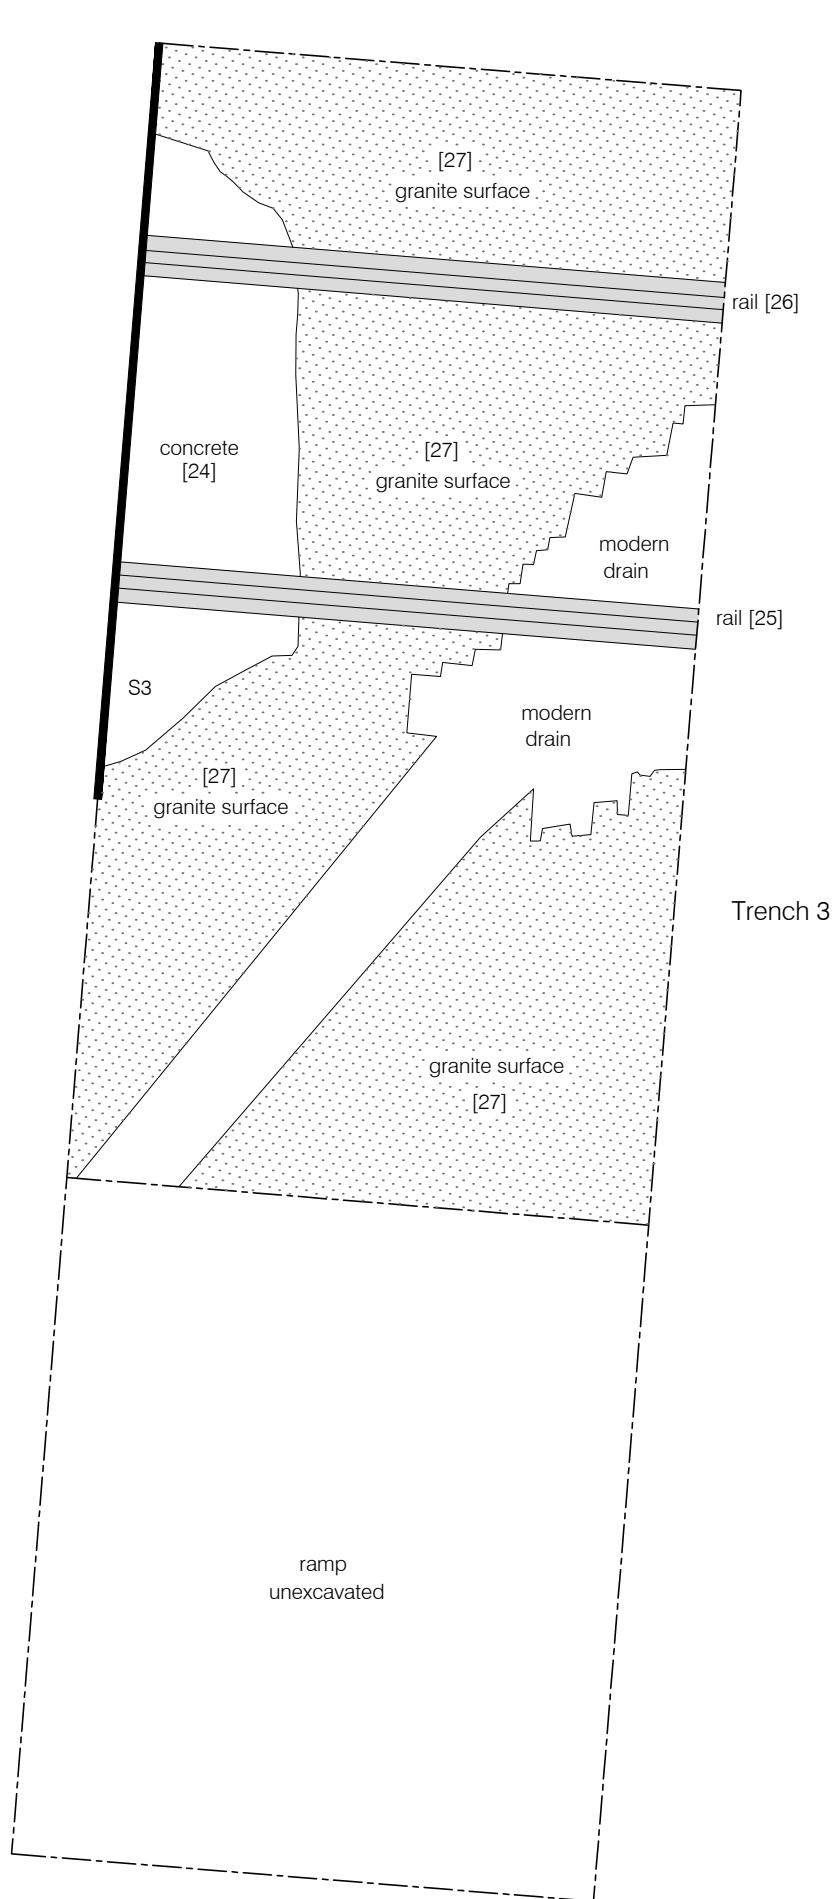 [27]
granite surface
rail [26]
concrete
[24]
[27]
granite surface
modern
drain
rail [25]
S3
modern
drain
[27]
granite surface
Trench 3
granite surface
[27]
ramp
unexcavated